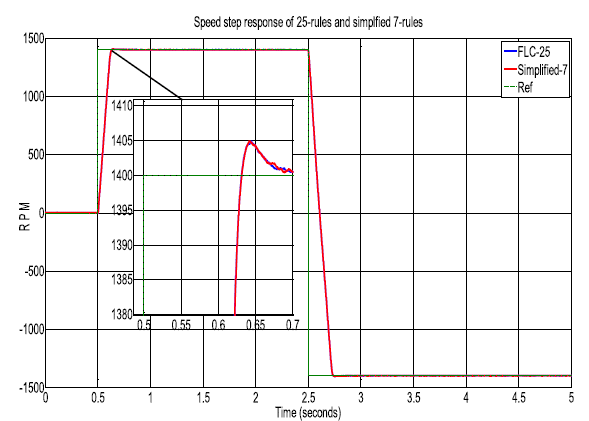 Speed step response of 25-rules and simplfied 7-rules
1500
1000
500
0
-500
-1000
-1500
R P M
FLC-25
Simplified-7
Ref
1410
1405
1400
1395
1390
1385
1380
0.5 0.55 0.6 0.65 0.7
0 0.5 1 1.5 2 2.5 3 3.5 4 4.5 5
Time (seconds)